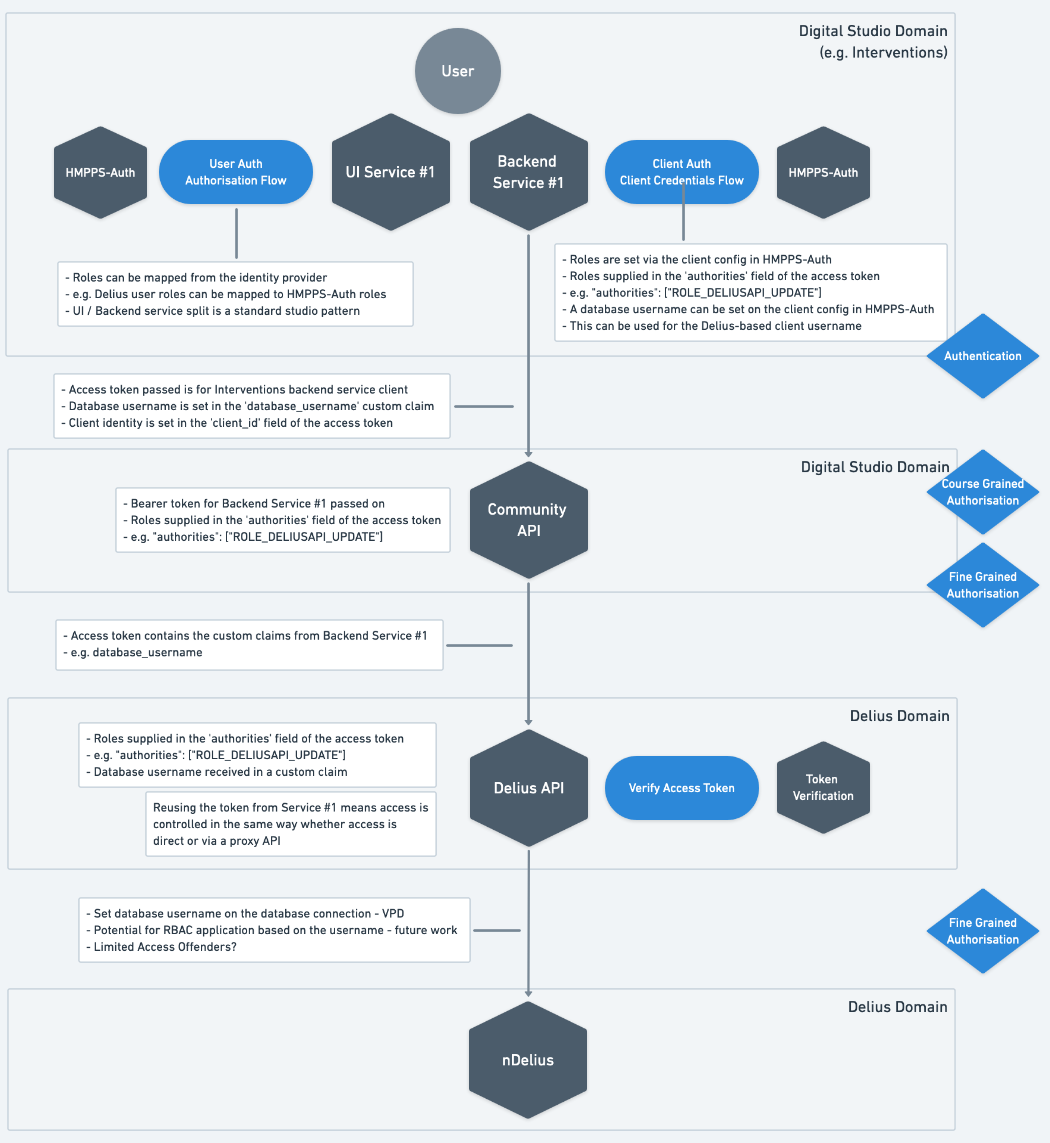 Digital Studio Domain
(e.g. Interventions)
User
HMPPS-Auth
User Auth
Authorisation Flow
UI Service #1
Backend
Service #1
Client Auth
Client Credentials Flow
HMPPS-Auth
- Roles can be mapped from the identity provider
- e.g. Delius user roles can be mapped to HMPPS-Auth roles
- UI / Backend service split is a standard studio pattern
- Roles are set via the client config in HMPPS-Auth
- Roles supplied in the 'authorities' field of the access token
- e.g. "authorities": ["ROLE_DELIUSAPI_UPDATE"]
- A database username can be set on the client config in HMPPS-Auth
- This can be used for the Delius-based client username
Authentication
- Access token passed is for Interventions backend service client
- Database username is set in the 'database_username' custom claim
- Client identity is set in the 'client_id' field of the access token
Digital Studio Domain
Course Grained
Authorisation
- Bearer token for Backend Service #1 passed on
- Roles supplied in the 'authorities' field of the access token
- e.g. "authorities": ["ROLE_DELIUSAPI_UPDATE"]
Community
API
Fine Grained
Authorisation
- Access token contains the custom claims from Backend Service #1
- e.g. database_username
Delius Domain
- Roles supplied in the 'authorities' field of the access token
- e.g. "authorities": ["ROLE_DELIUSAPI_UPDATE"]
- Database username received in a custom claim
Reusing the token from Service #1 means access is
controlled in the same way whether access is
direct or via a proxy API
Delius API
Verify Access Token
Token
Verification
- Set database username on the database connection - VPD
- Potential for RBAC application based on the username - future work
- Limited Access Offenders?
Fine Grained
Authorisation
Delius Domain
nDelius